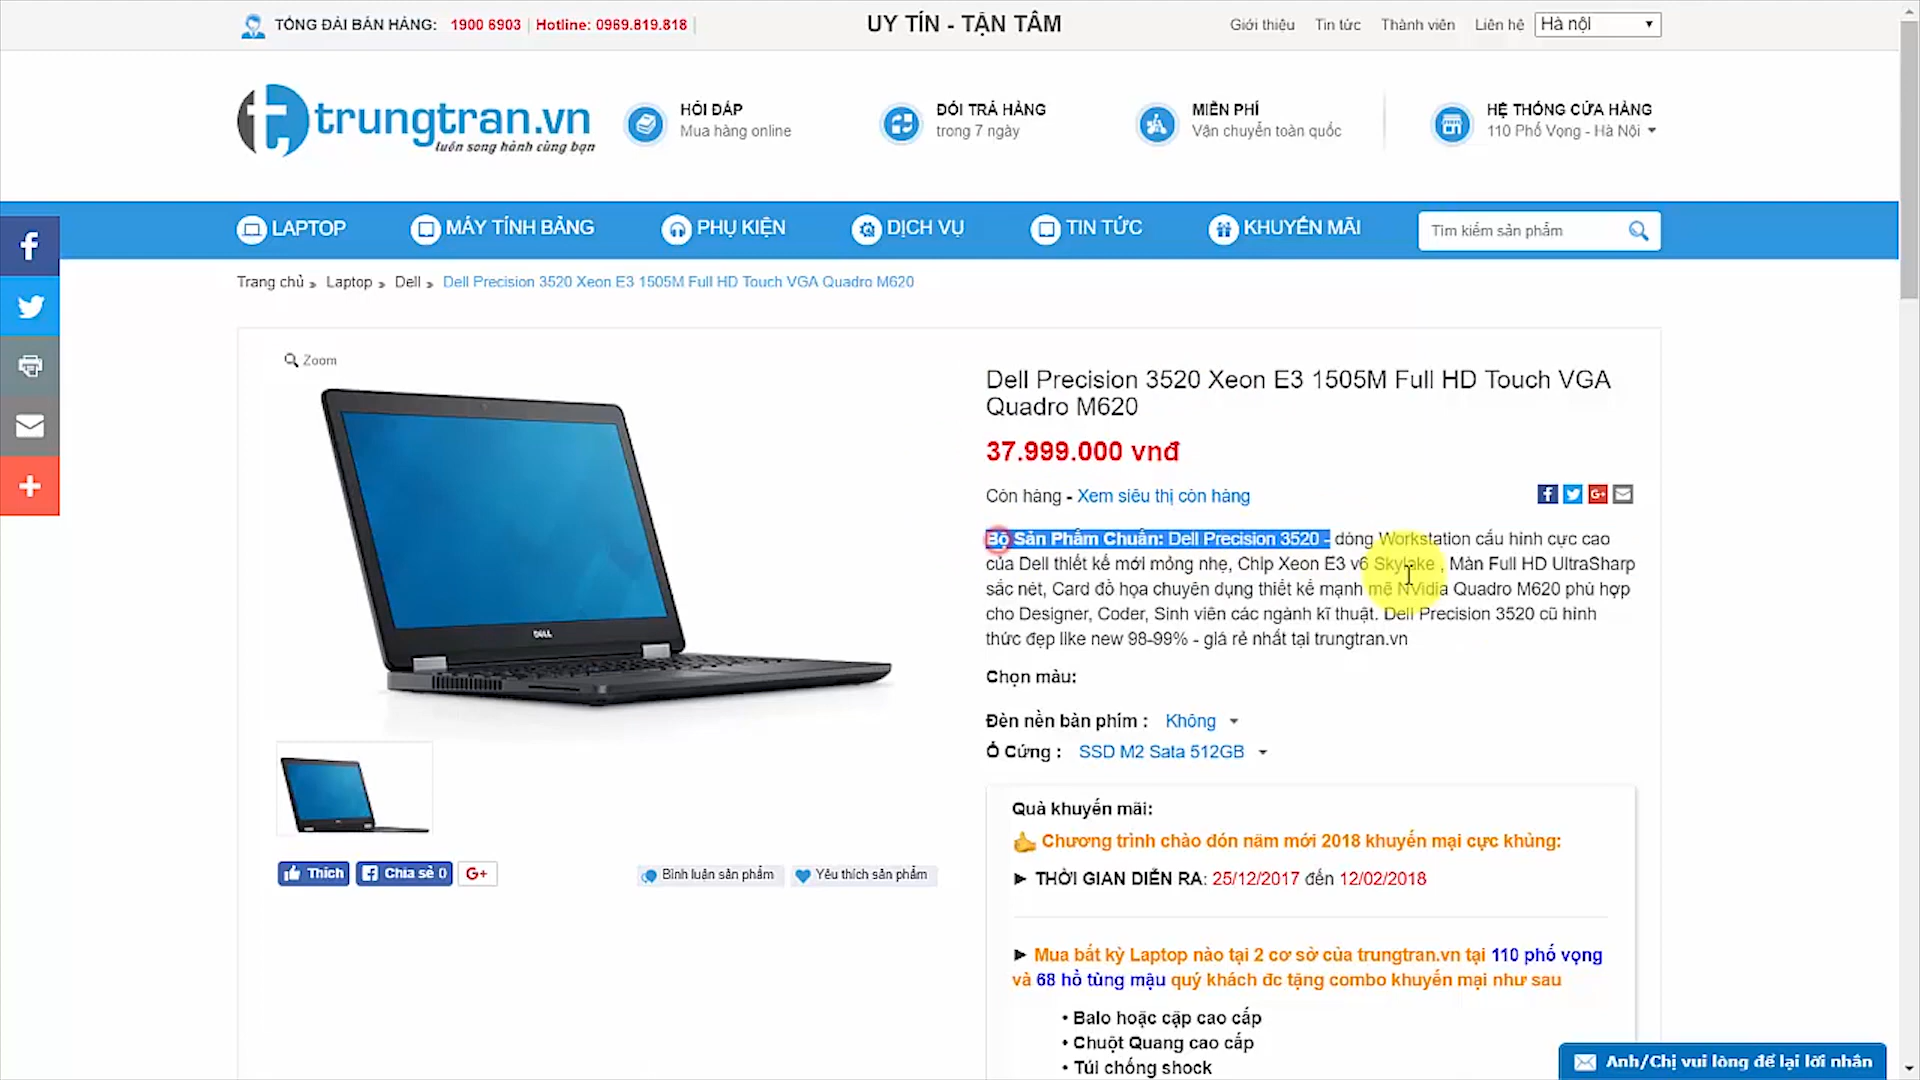 TỔNG ĐÀI BÁN HÀNG: 1900 6903 Hotline: 0969.819.818
UY TÍN - TẬN TÂM
Giới thiệu Tin tức Thành viên Liên hệ Hà nội
trungtran.vn
luôn song hành cùng bạn
HỎI ĐÁP
Mua hàng online
ĐỔI TRẢ HÀNG
trong 7 ngày
MIỄN PHÍ
Vận chuyển toàn quốc
HỆ THỐNG CỬA HÀNG
110 Phố Vọng - Hà Nội
LAPTOP MÁY TÍNH BẢNG PHỤ KIỆN DỊCH VỤ TIN TỨC KHUYẾN MÃI Tìm kiếm sản phẩm
Trang chủ » Laptop » Dell » Dell Precision 3520 Xeon E3 1505M Full HD Touch VGA Quadro M620
Zoom
Dell Precision 3520 Xeon E3 1505M Full HD Touch VGA
Quadro M620
37.999.000 vnđ
Còn hàng - Xem siêu thị còn hàng
Bộ Sản Phẩm Chuẩn: Dell Precision 3520 - dòng Workstation cấu hình cực cao
của Dell thiết kế mới mỏng nhẹ, Chip Xeon E3 v6 Skylake , Màn Full HD UltraSharp
sắc nét, Card đồ họa chuyên dụng thiết kế mạnh mẽ NVidia Quadro M620 phù hợp
cho Designer, Coder, Sinh viên các ngành kĩ thuật. Dell Precision 3520 cũ hình
thức đẹp like new 98-99% - giá rẻ nhất tại trungtran.vn
Chọn màu:
Đèn nền bàn phím : Không
Ổ Cứng : SSD M2 Sata 512GB
DELL
Thích Chia sẻ 0 G+
Bình luận sản phẩm Yêu thích sản phẩm
Quà khuyến mãi:
Chương trình chào đón năm mới 2018 khuyến mại cực khủng:
► THỜI GIAN DIỄN RA: 25/12/2017 đến 12/02/2018
► Mua bất kỳ Laptop nào tại 2 cơ sở của trungtran.vn tại 110 phố vọng
và 68 hồ tùng mậu quý khách đc tặng combo khuyến mại như sau
• Balo hoặc cặp cao cấp
• Chuột Quang cao cấp
• Túi chống shock
Anh/Chị vui lòng để lại lời nhắn